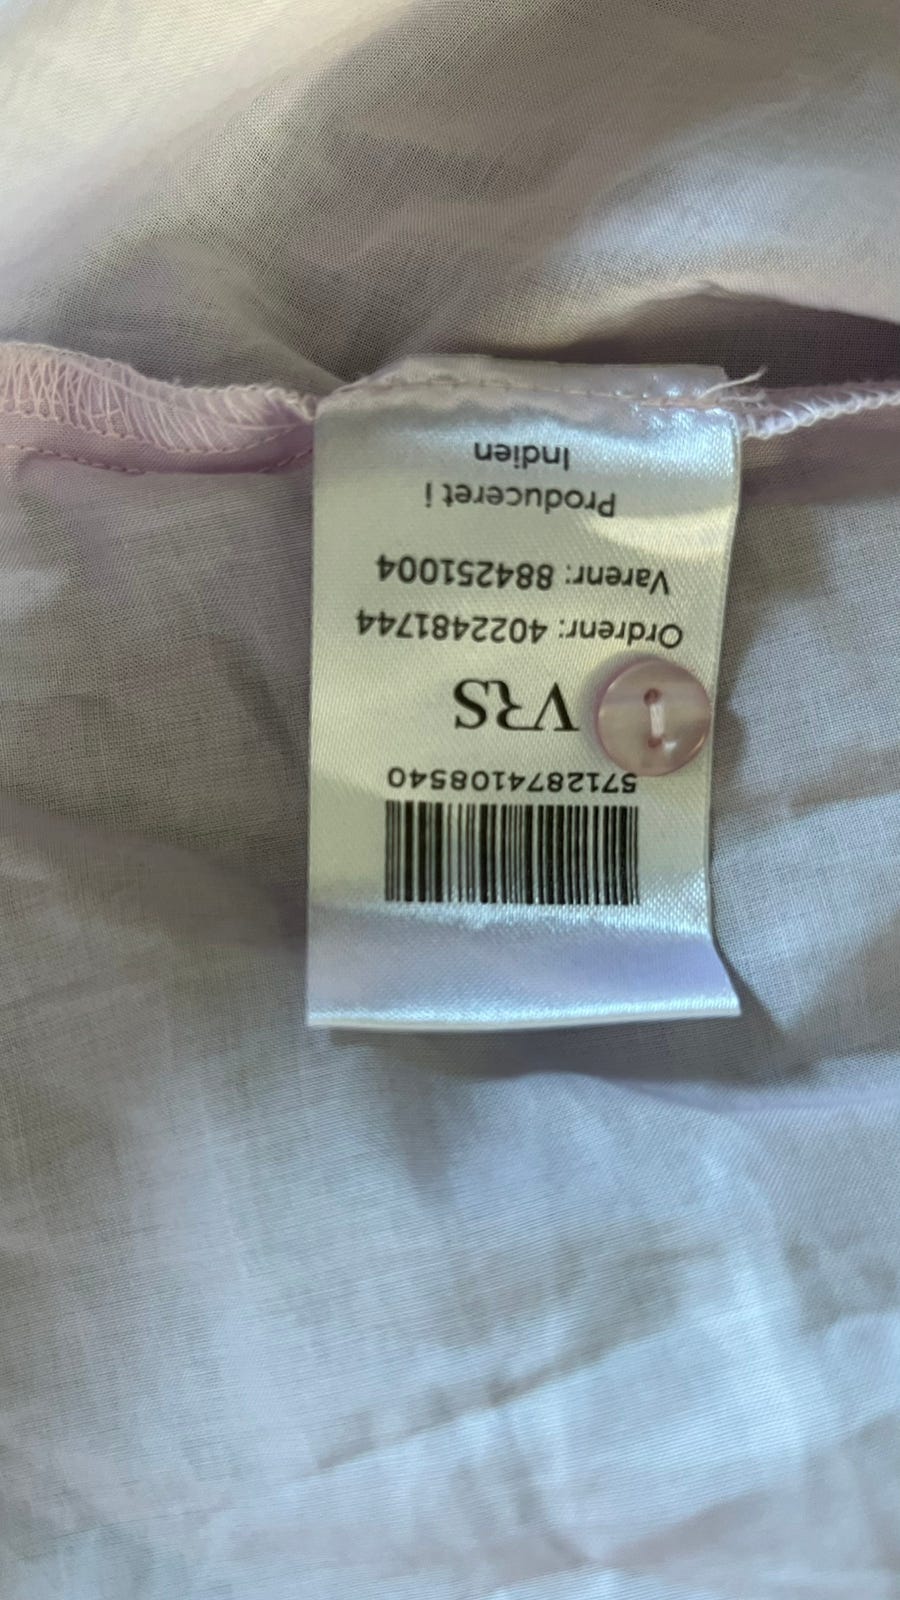 5712874108540
VRS
Ordrenr: 4022481744
Varenr: 884251004
Produceret i
Indien